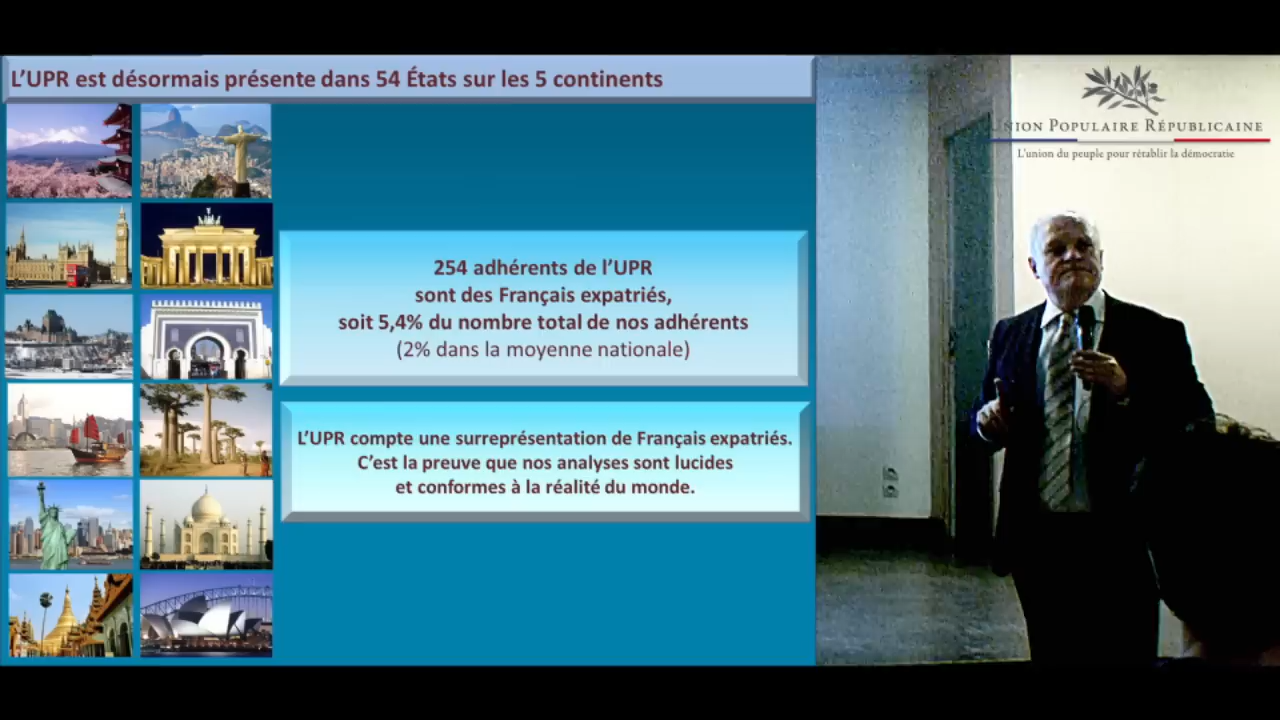 L'UPR est désormais présente dans 54 États sur les 5 continents
254 adhérents de l'UPR
sont des Français expatriés,
soit 5,4% du nombre total de nos adhérents
(2% dans la moyenne nationale)
L'UPR compte une surreprésentation de Français expatriés.
C'est la preuve que nos analyses sont lucides
et conformes à la réalité du monde.
UNION POPULAIRE RÉPUBLICAINE
L'union du peuple pour rétablir la démocratie